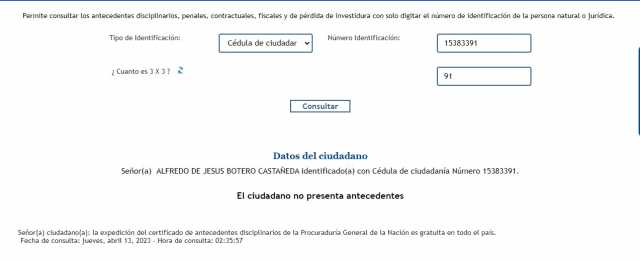 Permite consultar los antecedentes disciplinarios, penales, contractuales, fiscales y de pérdida de investidura con solo digitar el número de identificación de la persona natural o jurídica.
Tipo de Identificación: Cédula de ciudadar Número Identificación: 15383391
¿ Cuanto es 3 X 3 ? 91
Consultar
Datos del ciudadano
Señor(a) ALFREDO DE JESUS BOTERO CASTAÑEDA identificado(a) con Cédula de ciudadanía Número 15383391.
El ciudadano no presenta antecedentes
Señor(a) ciudadano(a): la expedición del certificado de antecedentes disciplinarios de la Procuraduría General de la Nación es gratuita en todo el país.
Fecha de consulta: jueves, abril 13, 2023 - Hora de consulta: 02:35:57